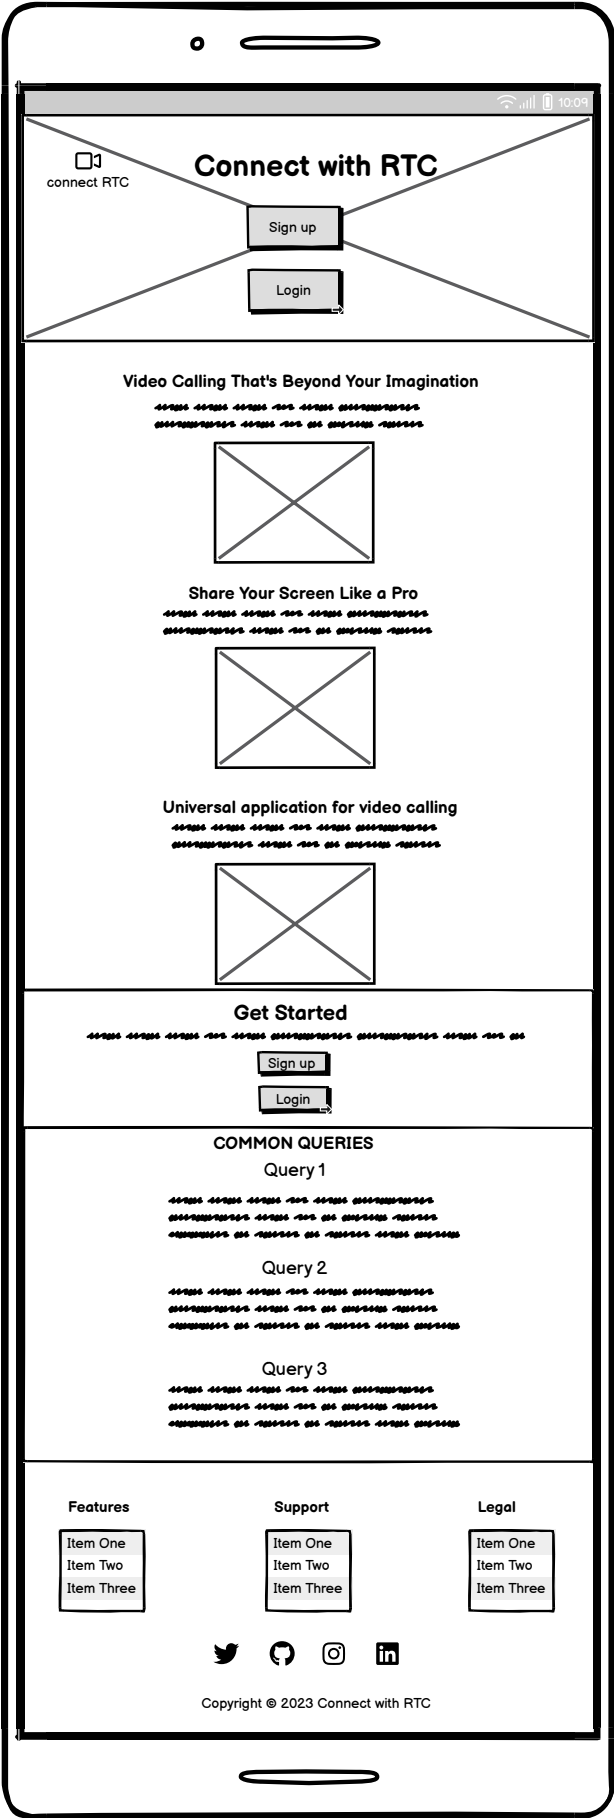 10:09
Connect with RTC
connect RTC
Sign up
Login
Video Calling That's Beyond Your Imagination
Share Your Screen Like a Pro
Universal application for video calling
Get Started
Sign up
Login
COMMON QUERIES
Query 1
Query 2
Query 3
Features Support Legal
Item One Item One Item One
Item Two Item Two Item Two
Item Three Item Three Item Three
in
Copyright © 2023 Connect with RTC